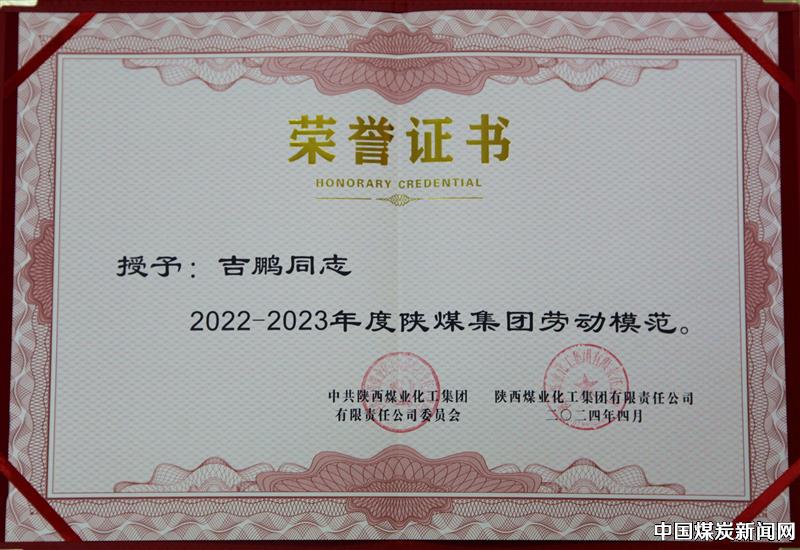 荣誉证书
HONORARY CREDENTIAL
授予：吉鹏同志
2022-2023年度陕煤集团劳动模范。
中共陕西煤业化工集团
有限责任公司委员会
陕西煤业化工集团有限责任公司
二〇二四年四月
中国煤炭新闻网